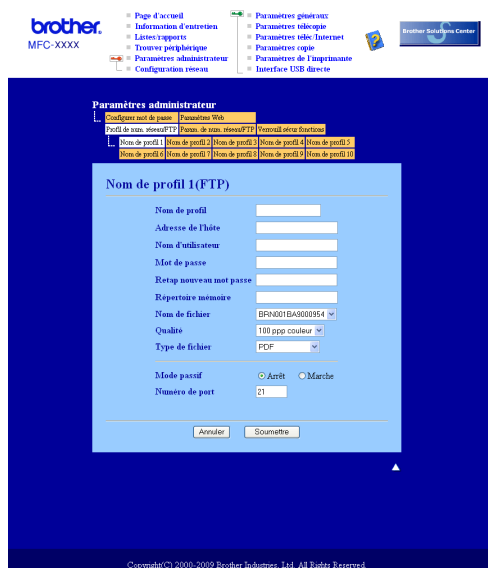 brother.
MFC-XXXX
Page d'accueil
Information d'entretien
Listes/rapports
Trouver périphérique
Paramètres administrateur
Configuration réseau
Paramètres généraux
Paramètres télécopie
Paramètres téléc/Internet
Paramètres copie
Paramètres de l'imprimante
Interface USB directe
?
Brother Solutions Center
Paramètres administrateur
Configurer mot de passe Paramètres Web
Profil de num. réseau/FTP Param. de num. réseau/FTP Verrouill sécur fonctions
Nom de profil 1 Nom de profil 2 Nom de profil 3 Nom de profil 4 Nom de profil 5
Nom de profil 6 Nom de profil 7 Nom de profil 8 Nom de profil 9 Nom de profil 10
Nom de profil 1(FTP)
Nom de profil
Adresse de l'hôte
Nom d'utilisateur
Mot de passe
Retap nouveau mot passe
Répertoire mémoire
Nom de fichier BRN001BA9000954
Qualité 100 ppp couleur
Type de fichier PDF
Mode passif Arrêt Marche
Numéro de port 21
Annuler Soumettre
Copyright(C) 2000-2009 Brother Industries, Ltd. All Rights Reserved.